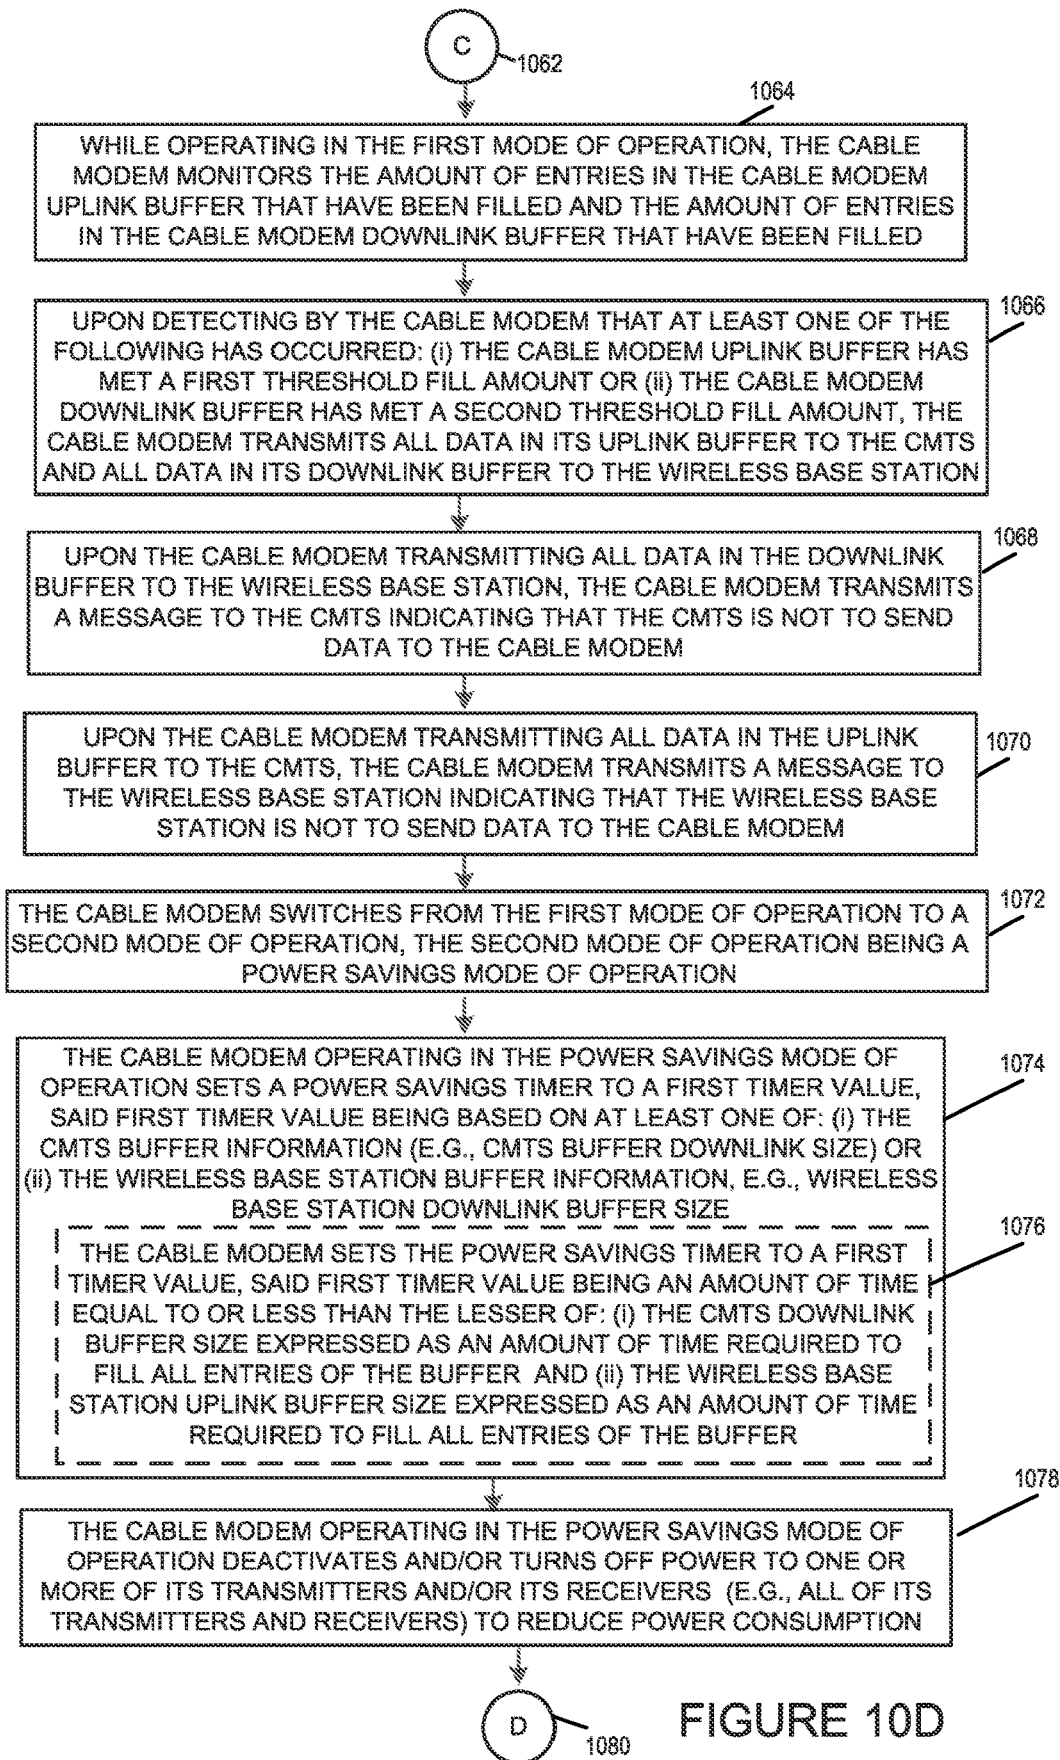 C
1062
1064
WHILE OPERATING IN THE FIRST MODE OF OPERATION, THE CABLE
MODEM MONITORS THE AMOUNT OF ENTRIES IN THE CABLE MODEM
UPLINK BUFFER THAT HAVE BEEN FILLED AND THE AMOUNT OF ENTRIES
IN THE CABLE MODEM DOWNLINK BUFFER THAT HAVE BEEN FILLED
1066
UPON DETECTING BY THE CABLE MODEM THAT AT LEAST ONE OF THE
FOLLOWING HAS OCCURRED: (i) THE CABLE MODEM UPLINK BUFFER HAS
MET A FIRST THRESHOLD FILL AMOUNT OR (ii) THE CABLE MODEM
DOWNLINK BUFFER HAS MET A SECOND THRESHOLD FILL AMOUNT, THE
CABLE MODEM TRANSMITS ALL DATA IN ITS UPLINK BUFFER TO THE CMTS
AND ALL DATA IN ITS DOWNLINK BUFFER TO THE WIRELESS BASE STATION
1068
UPON THE CABLE MODEM TRANSMITTING ALL DATA IN THE DOWNLINK
BUFFER TO THE WIRELESS BASE STATION, THE CABLE MODEM TRANSMITS
A MESSAGE TO THE CMTS INDICATING THAT THE CMTS IS NOT TO SEND
DATA TO THE CABLE MODEM
1070
UPON THE CABLE MODEM TRANSMITTING ALL DATA IN THE UPLINK
BUFFER TO THE CMTS, THE CABLE MODEM TRANSMITS A MESSAGE TO
THE WIRELESS BASE STATION INDICATING THAT THE WIRELESS BASE
STATION IS NOT TO SEND DATA TO THE CABLE MODEM
1072
THE CABLE MODEM SWITCHES FROM THE FIRST MODE OF OPERATION TO A
SECOND MODE OF OPERATION, THE SECOND MODE OF OPERATION BEING A
POWER SAVINGS MODE OF OPERATION
1074
THE CABLE MODEM OPERATING IN THE POWER SAVINGS MODE OF
OPERATION SETS A POWER SAVINGS TIMER TO A FIRST TIMER VALUE,
SAID FIRST TIMER VALUE BEING BASED ON AT LEAST ONE OF: (i) THE
CMTS BUFFER INFORMATION (E.G., CMTS BUFFER DOWNLINK SIZE) OR
(ii) THE WIRELESS BASE STATION BUFFER INFORMATION, E.G., WIRELESS
BASE STATION DOWNLINK BUFFER SIZE
1076
THE CABLE MODEM SETS THE POWER SAVINGS TIMER TO A FIRST
TIMER VALUE, SAID FIRST TIMER VALUE BEING AN AMOUNT OF TIME
EQUAL TO OR LESS THAN THE LESSER OF: (i) THE CMTS DOWNLINK
BUFFER SIZE EXPRESSED AS AN AMOUNT OF TIME REQUIRED TO
FILL ALL ENTRIES OF THE BUFFER AND (ii) THE WIRELESS BASE
STATION UPLINK BUFFER SIZE EXPRESSED AS AN AMOUNT OF TIME
REQUIRED TO FILL ALL ENTRIES OF THE BUFFER
1078
THE CABLE MODEM OPERATING IN THE POWER SAVINGS MODE OF
OPERATION DEACTIVATES AND/OR TURNS OFF POWER TO ONE OR
MORE OF ITS TRANSMITTERS AND/OR ITS RECEIVERS (E.G., ALL OF ITS
TRANSMITTERS AND RECEIVERS) TO REDUCE POWER CONSUMPTION
D
1080
FIGURE 10D